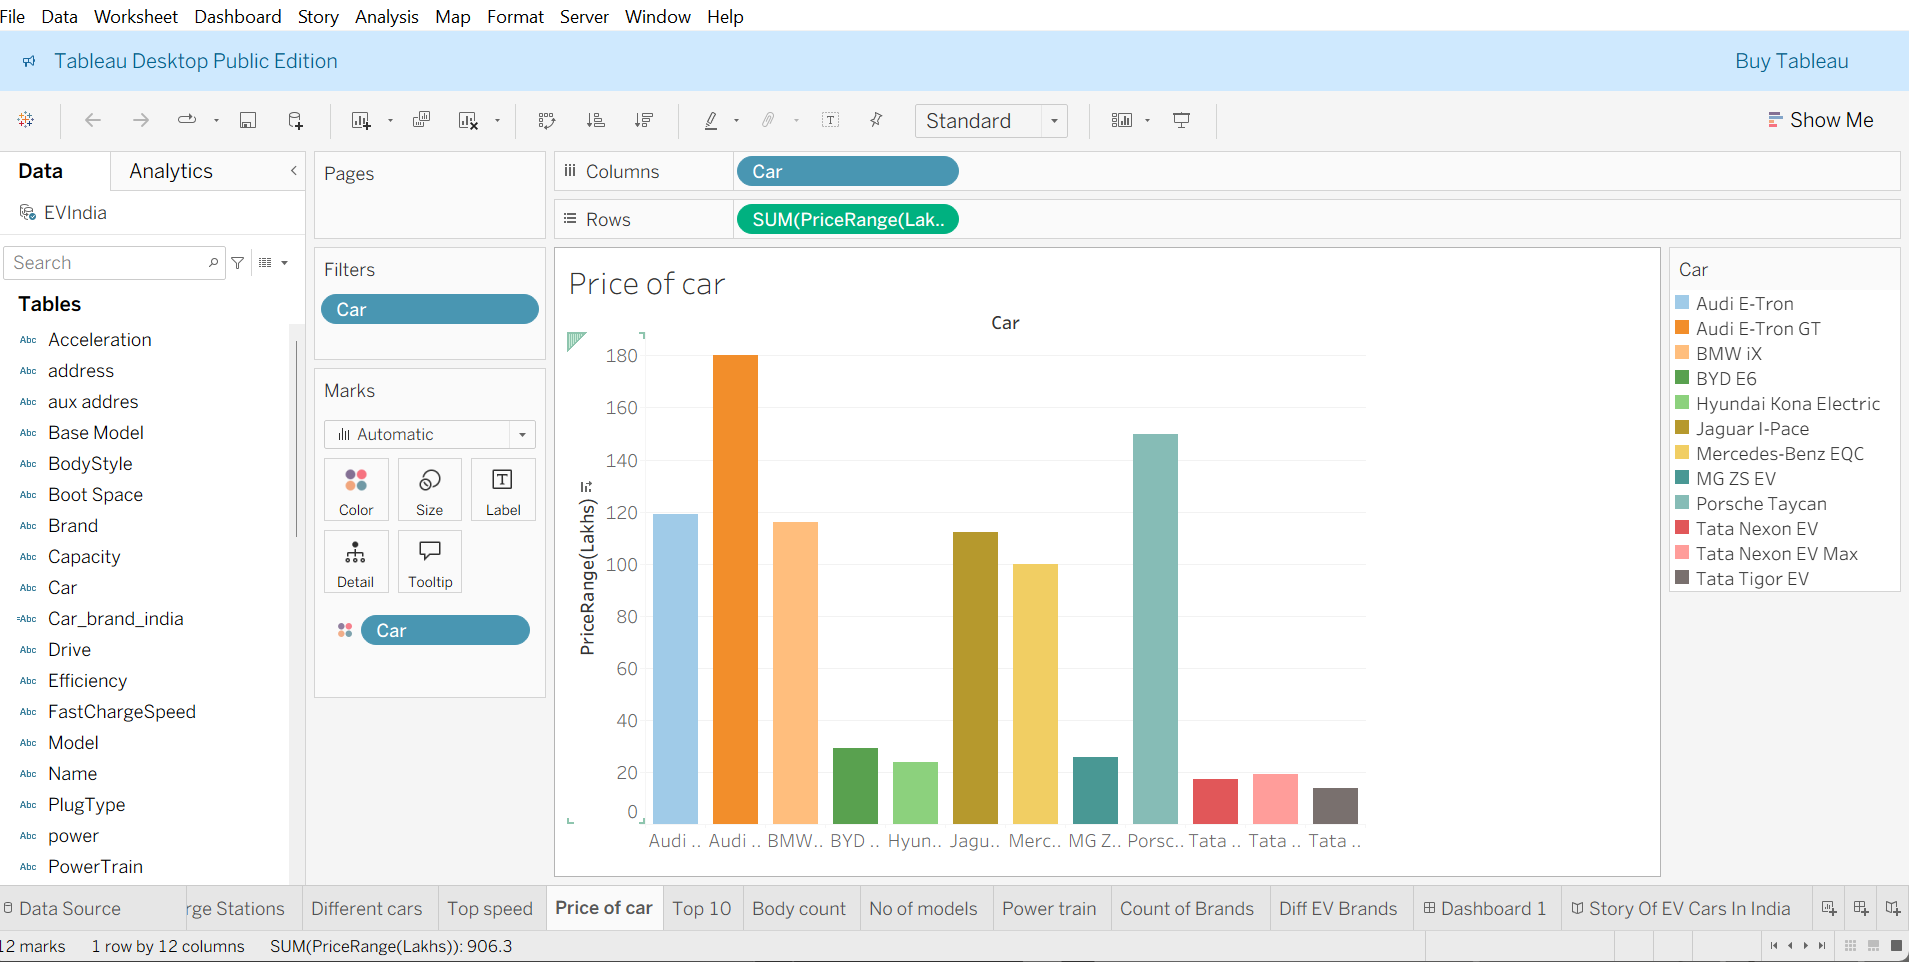 File Data Worksheet Dashboard Story Analysis Map Format Server Window Help
Tableau Desktop Public Edition
Buy Tableau
Standard
Show Me
Data
Analytics
EVIndia
Search
Tables
Abc Acceleration
Abc address
Abc aux addres
Abc Base Model
Abc BodyStyle
Abc Boot Space
Abc Brand
Abc Capacity
Abc Car
=Abc Car_brand_india
Abc Drive
Abc Efficiency
Abc FastChargeSpeed
Abc Model
Abc Name
Abc PlugType
Abc power
Abc PowerTrain
Pages
Filters
Car
Marks
Automatic
Color
Size
Label
Detail
Tooltip
Car
Columns
Car
Rows
SUM(PriceRange(Lak..
Price of car
Car
PriceRange(Lakhs)
180
160
140
120
100
80
60
40
20
0
Audi .. Audi .. BMW.. BYD .. Hyun.. Jagu.. Merc.. MG Z.. Porsc.. Tata .. Tata .. Tata ..
Car
Audi E-Tron
Audi E-Tron GT
BMW iX
BYD E6
Hyundai Kona Electric
Jaguar I-Pace
Mercedes-Benz EQC
MG ZS EV
Porsche Taycan
Tata Nexon EV
Tata Nexon EV Max
Tata Tigor EV
Data Source rge Stations Different cars Top speed Price of car Top 10 Body count No of models Power train Count of Brands Diff EV Brands Dashboard 1 Story Of EV Cars In India
12 marks 1 row by 12 columns SUM(PriceRange(Lakhs)): 906.3